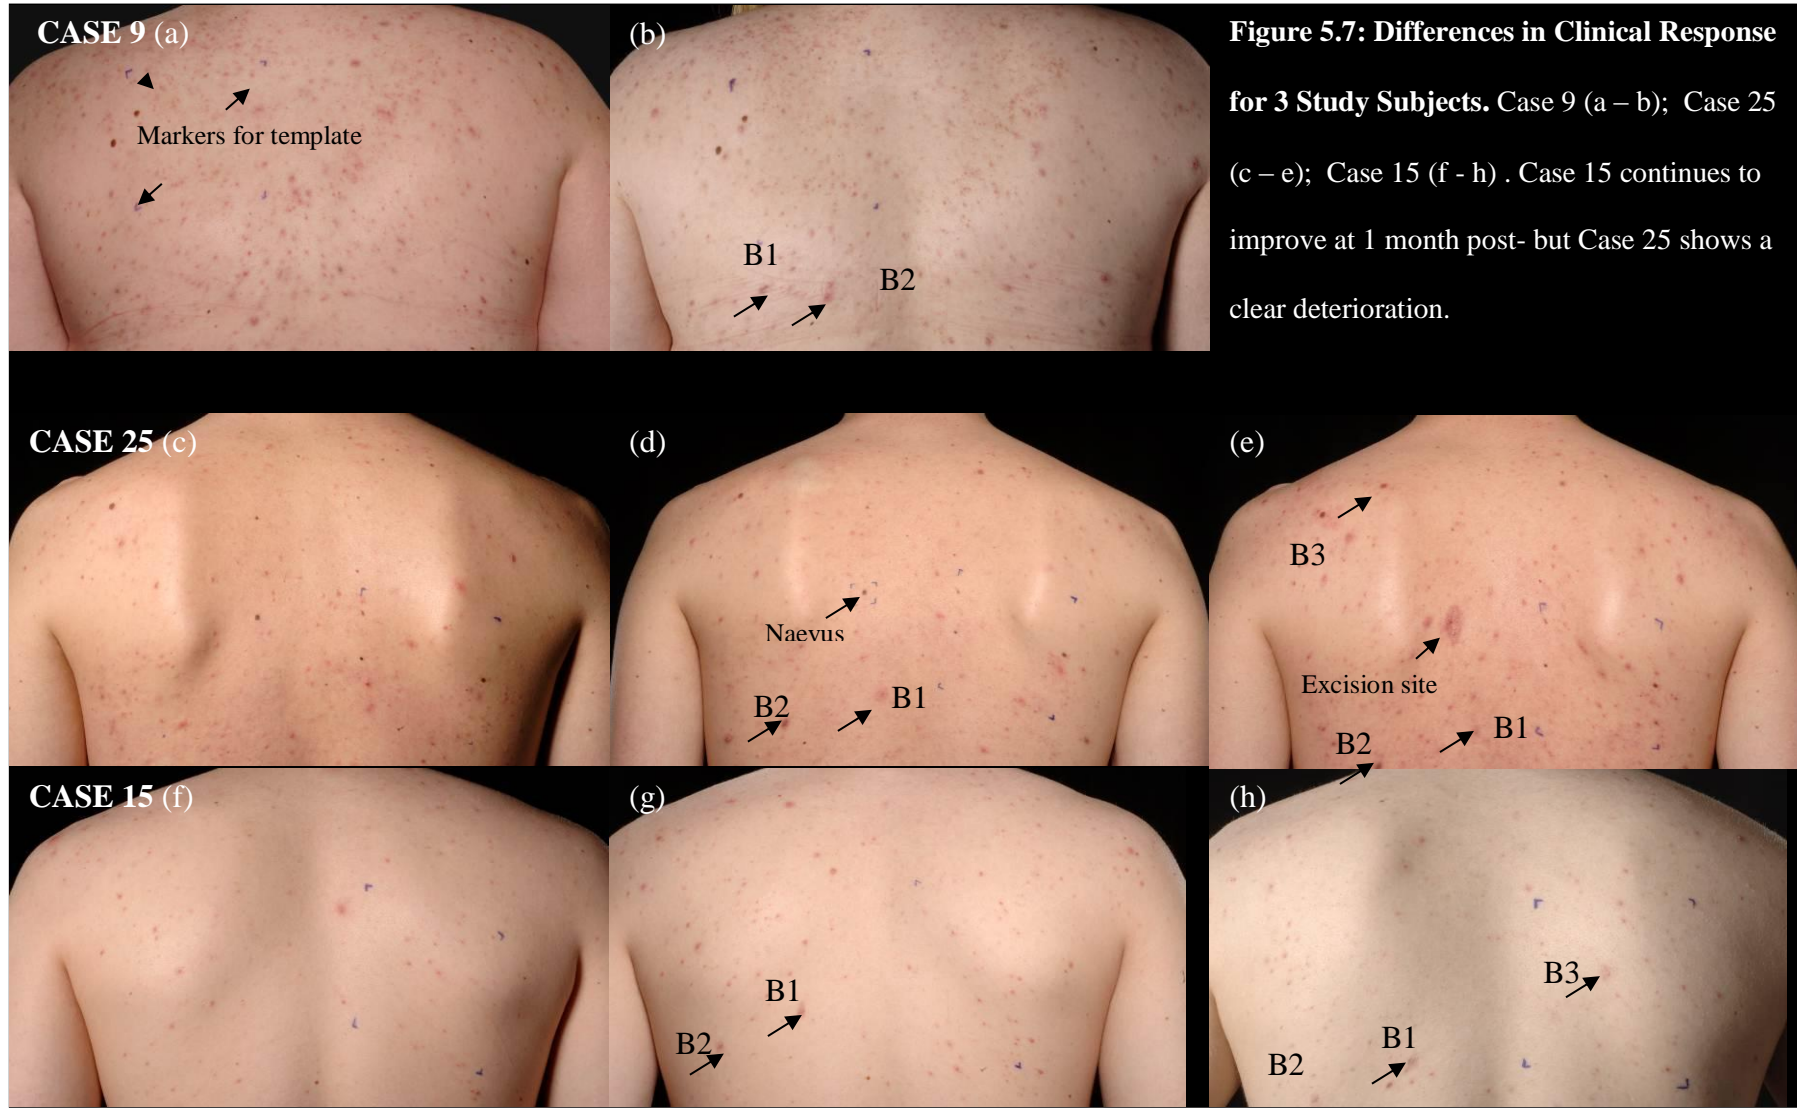 CASE 9 (a)
Markers for template
(b)
B1
B2
Figure 5.7: Differences in Clinical Response
for 3 Study Subjects. Case 9 (a – b); Case 25
(c – e); Case 15 (f - h) . Case 15 continues to
improve at 1 month post- but Case 25 shows a
clear deterioration.
CASE 25 (c)
(d)
Naevus
B2
B1
(e)
B3
Excision site
B1
B2
CASE 15 (f)
(g)
B1
B2
(h)
B3
B1
B2